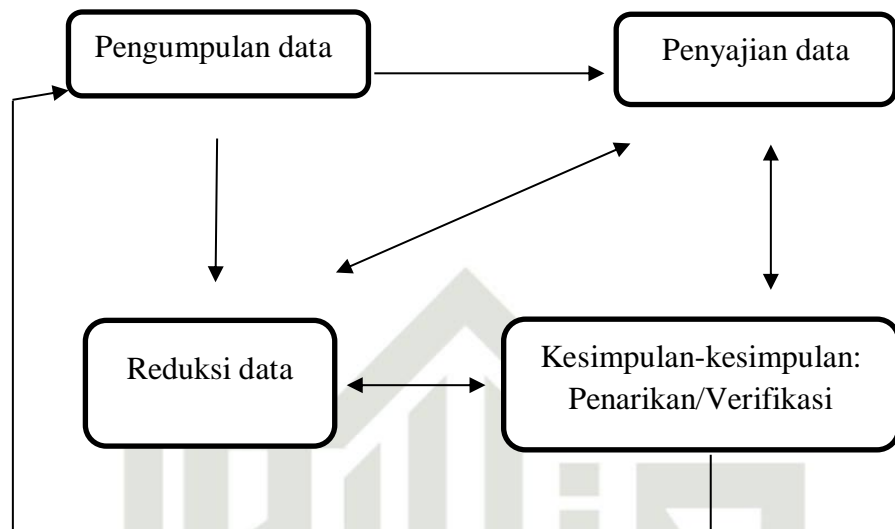 Pengumpulan data
Penyajian data
Reduksi data
Kesimpulan-kesimpulan:
Penarikan/Verifikasi